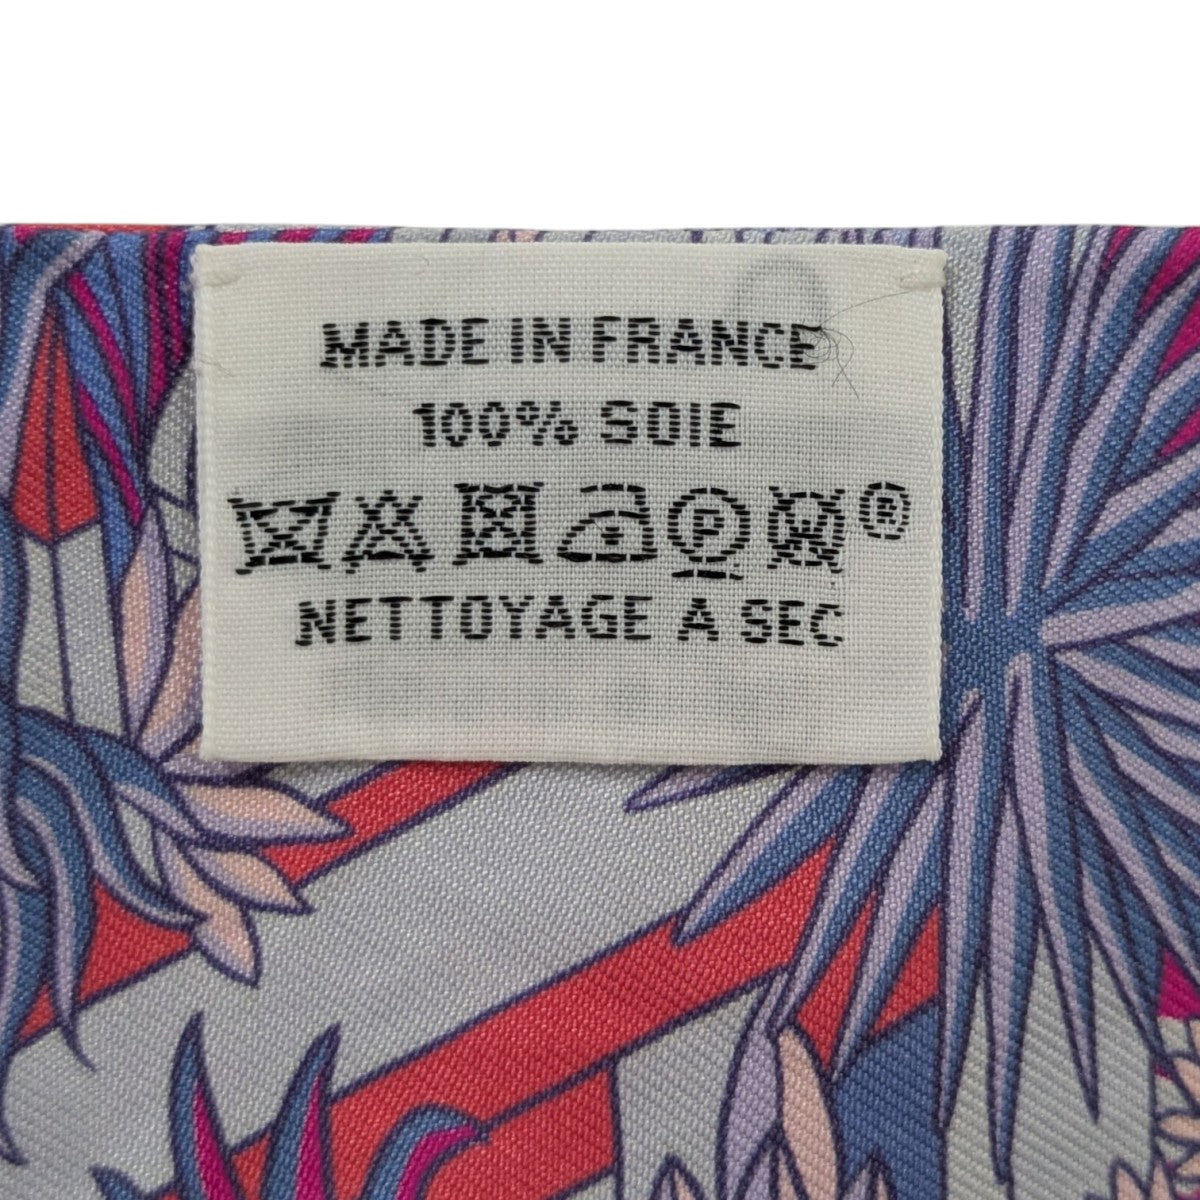 MADE IN FRANCE
100% SOIE
P W ®
NETTOYAGE A SEC